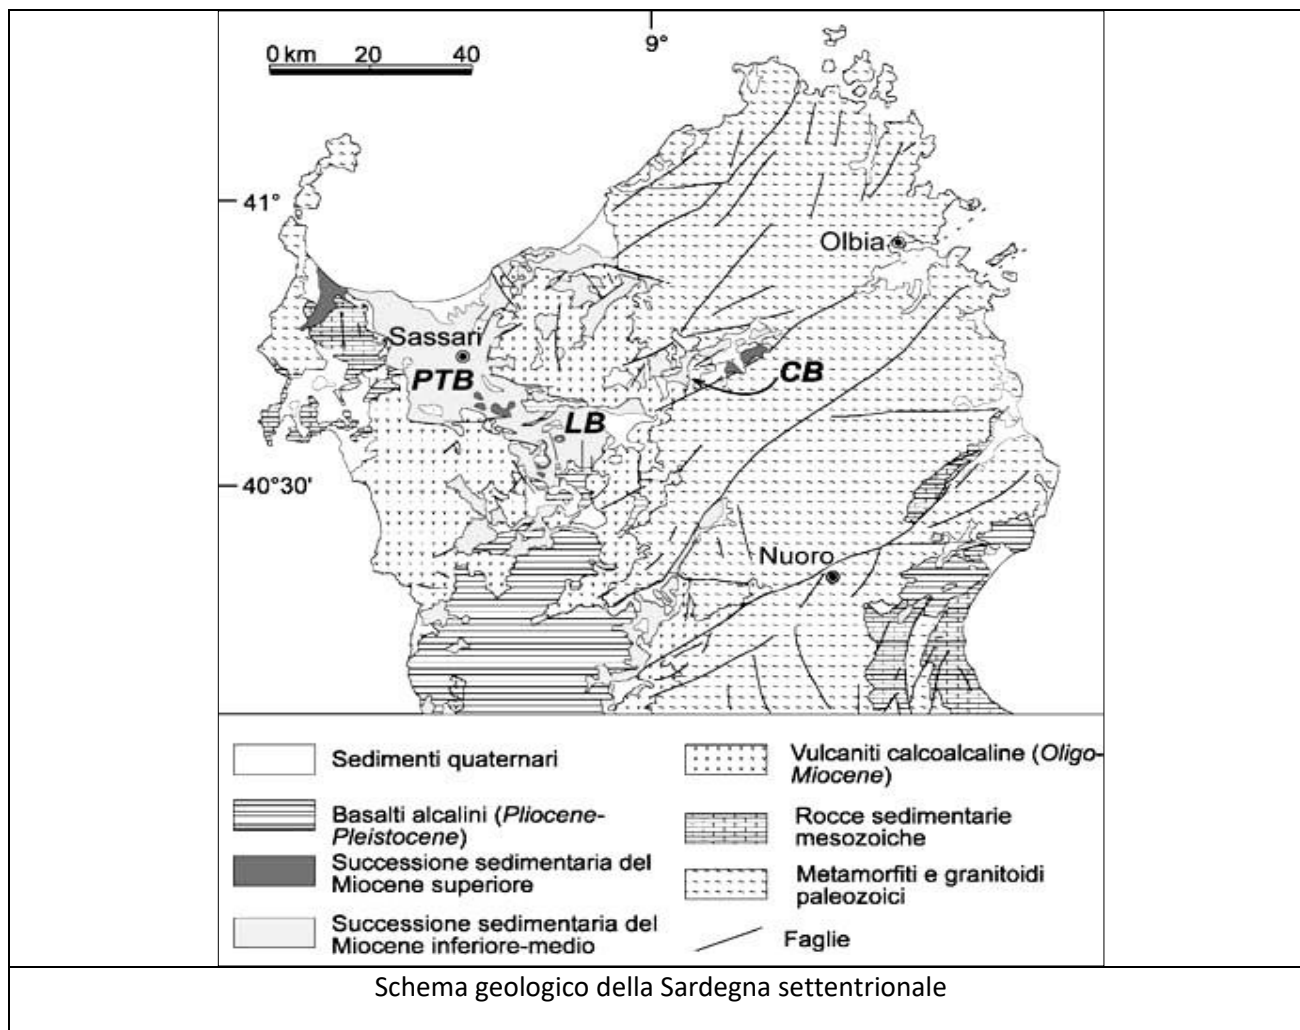 9°
0 km 20 40
41°
Olbia
Sassari
PTB
CB
LB
40°30'
Nuoro
Sedimenti quaternari
Basalti alcalini (Pliocene-
Pleistocene)
Successione sedimentaria del
Miocene superiore
Successione sedimentaria del
Miocene inferiore-medio
Vulcaniti calcoalcaline (Oligo-
Miocene)
Rocce sedimentarie
mesozoiche
Metamorfiti e granitoidi
paleozoici
Faglie
Schema geologico della Sardegna settentrionale